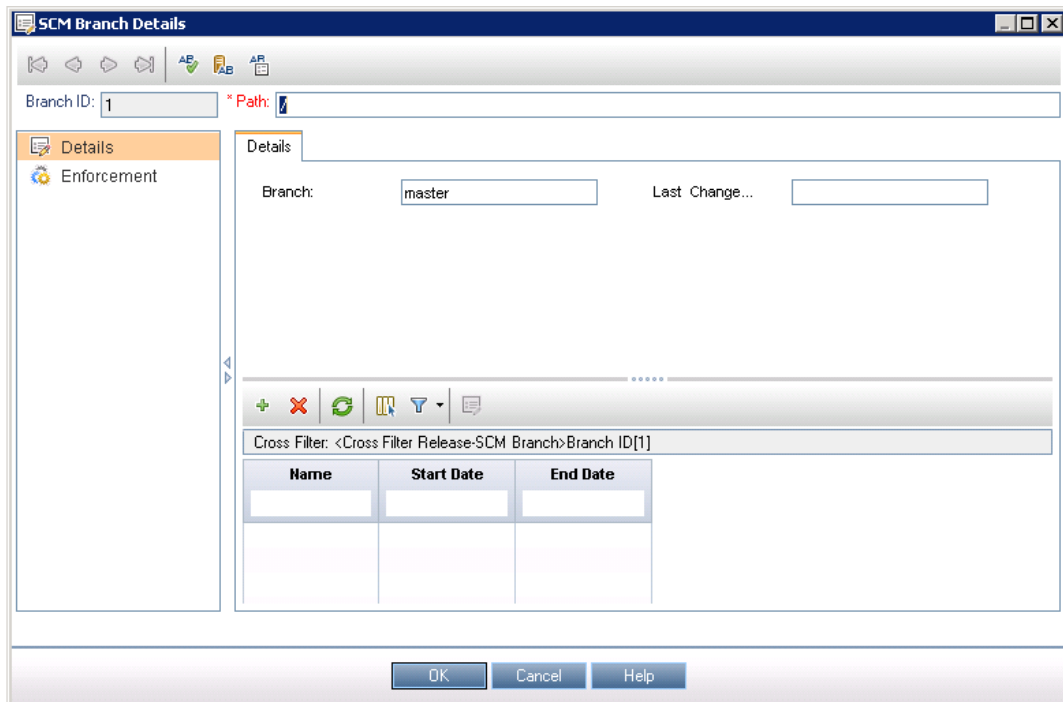 SCM Branch Details
Branch ID: 1 * Path: /
Details
Enforcement
Details
Branch: master Last Change...
Cross Filter: <Cross Filter Release-SCM Branch>Branch ID[1]
Name Start Date End Date
OK Cancel Help